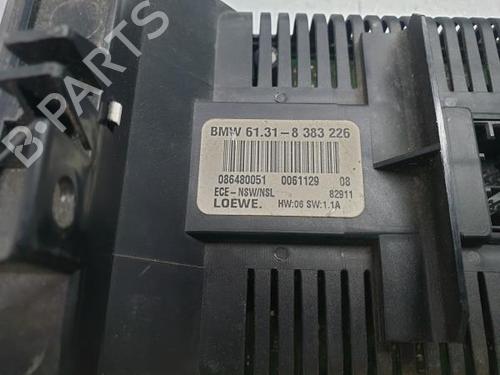 BMW 61.31-8 383 226
086480051 0061129 08
ECE-NSW/NSL 82911
LOEWE. HW:06 SW:1.1A
B-PARTS
B-PARTS